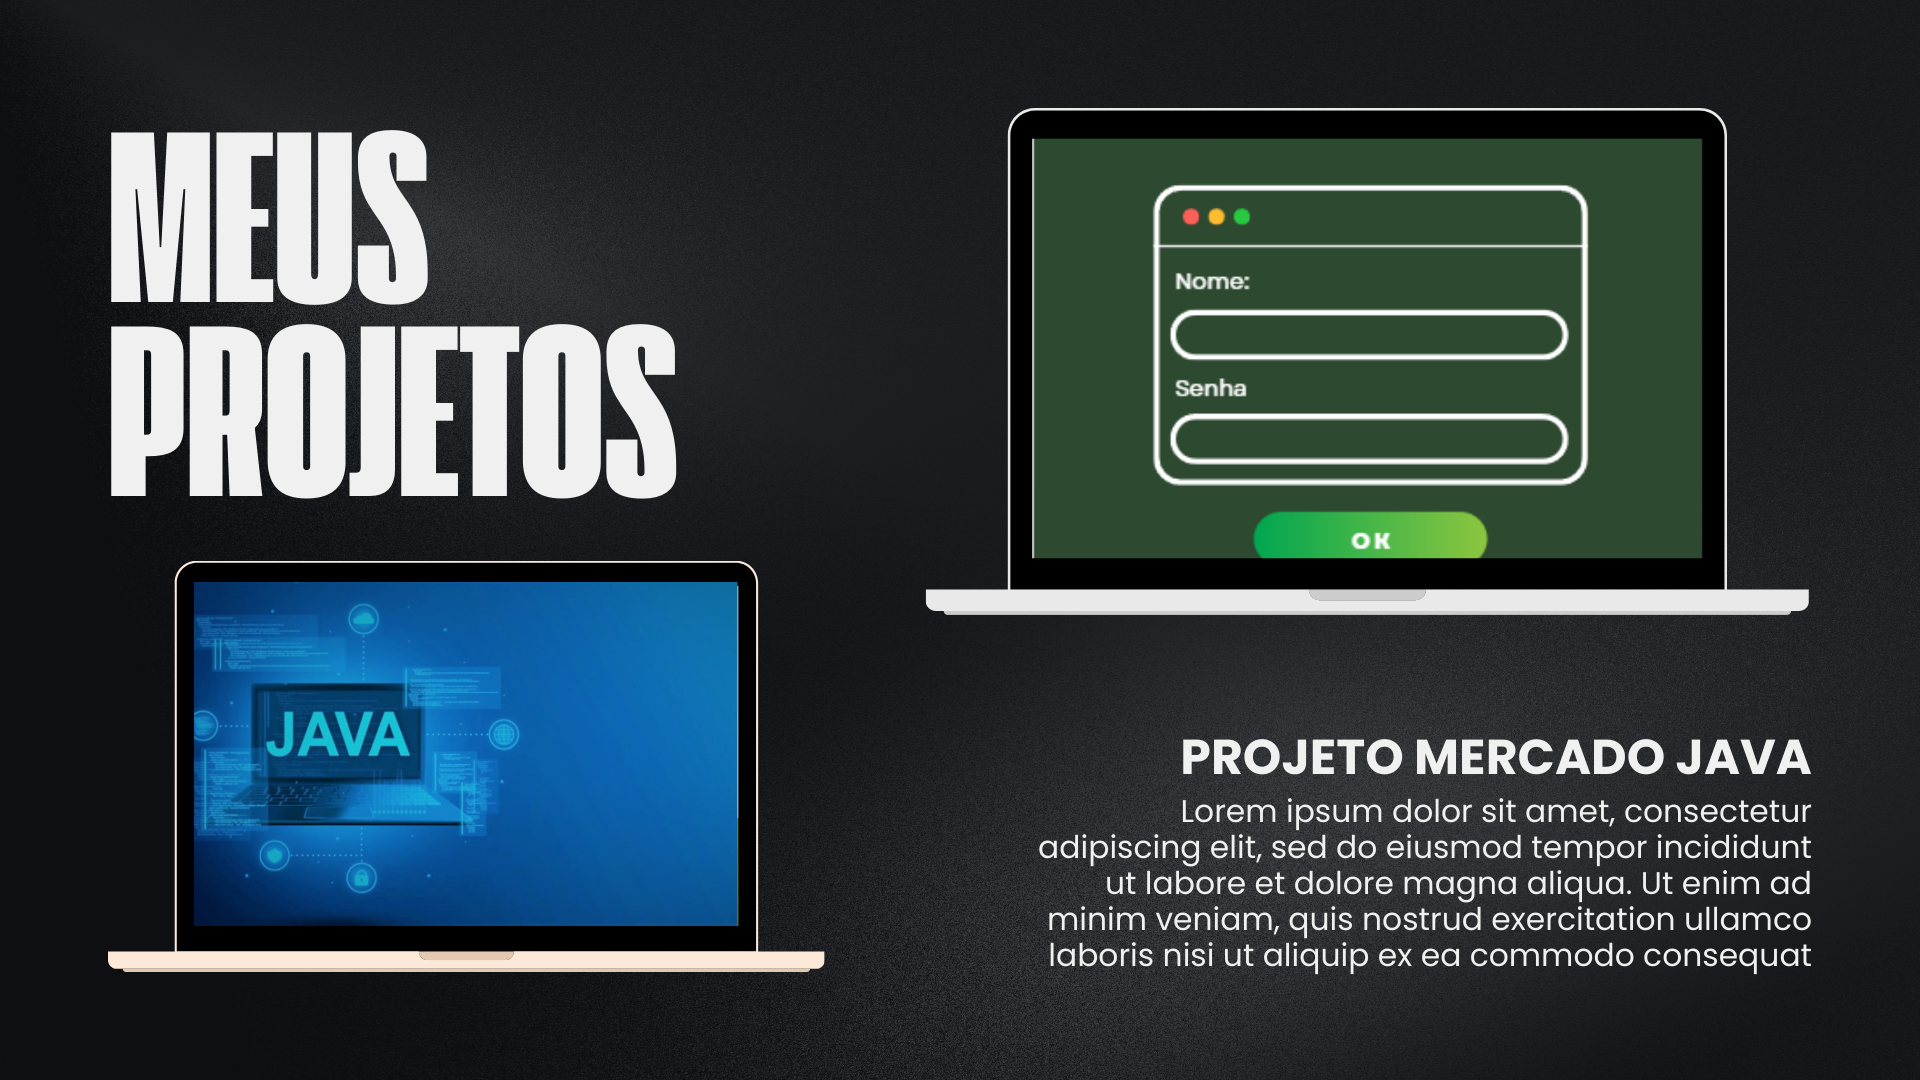 MEUS
PROJETOS
Nome:
Senha
OK
JAVA
PROJETO MERCADO JAVA
Lorem ipsum dolor sit amet, consectetur
adipiscing elit, sed do eiusmod tempor incididunt
ut labore et dolore magna aliqua. Ut enim ad
minim veniam, quis nostrud exercitation ullamco
laboris nisi ut aliquip ex ea commodo consequat